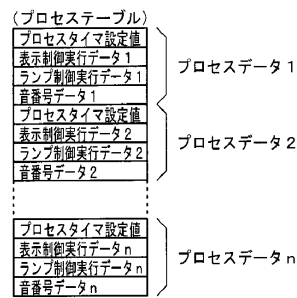 (プロセステーブル)
プロセスタイマ設定値
表示制御実行データ1
ランプ制御実行データ1
音番号データ1
プロセスデータ1
プロセスタイマ設定値
表示制御実行データ2
ランプ制御実行データ2
音番号データ2
プロセスデータ2
プロセスタイマ設定値
表示制御実行データn
ランプ制御実行データn
音番号データn
プロセスデータn